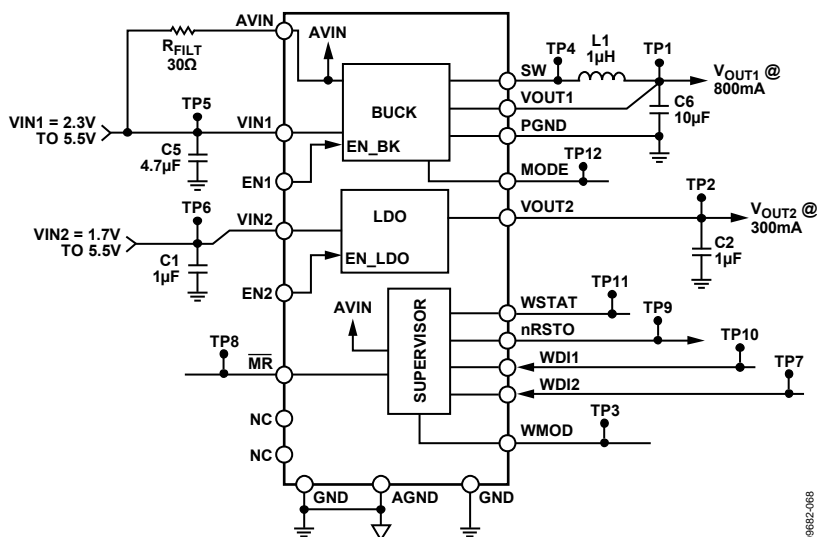 AVIN
RFILT
30Ω
AVIN
TP4
L1
1µH
TP1
SW
VOUT1 @
800mA
BUCK
VOUT1
C6
10µF
TP5
VIN1 = 2.3V
TO 5.5V
VIN1
PGND
C5
4.7µF
EN_BK
TP12
EN1
MODE
TP6
VIN2
LDO
VOUT2
TP2
VOUT2 @
300mA
VIN2 = 1.7V
TO 5.5V
C1
1µF
EN_LDO
C2
1µF
EN2
AVIN
WSTAT
TP11
TP9
nRSTO
TP10
TP8
MR
SUPERVISOR
WDI1
TP7
WDI2
NC
TP3
WMOD
NC
GND
AGND
GND
09682-068